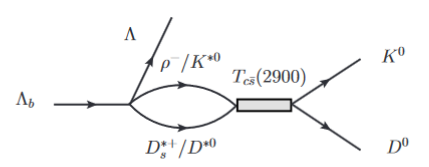 Λ
ρ⁻/K*⁰
T_{cs̄}(2900)
K⁰
Λ_b
D_s*⁺/D*⁰
D⁰